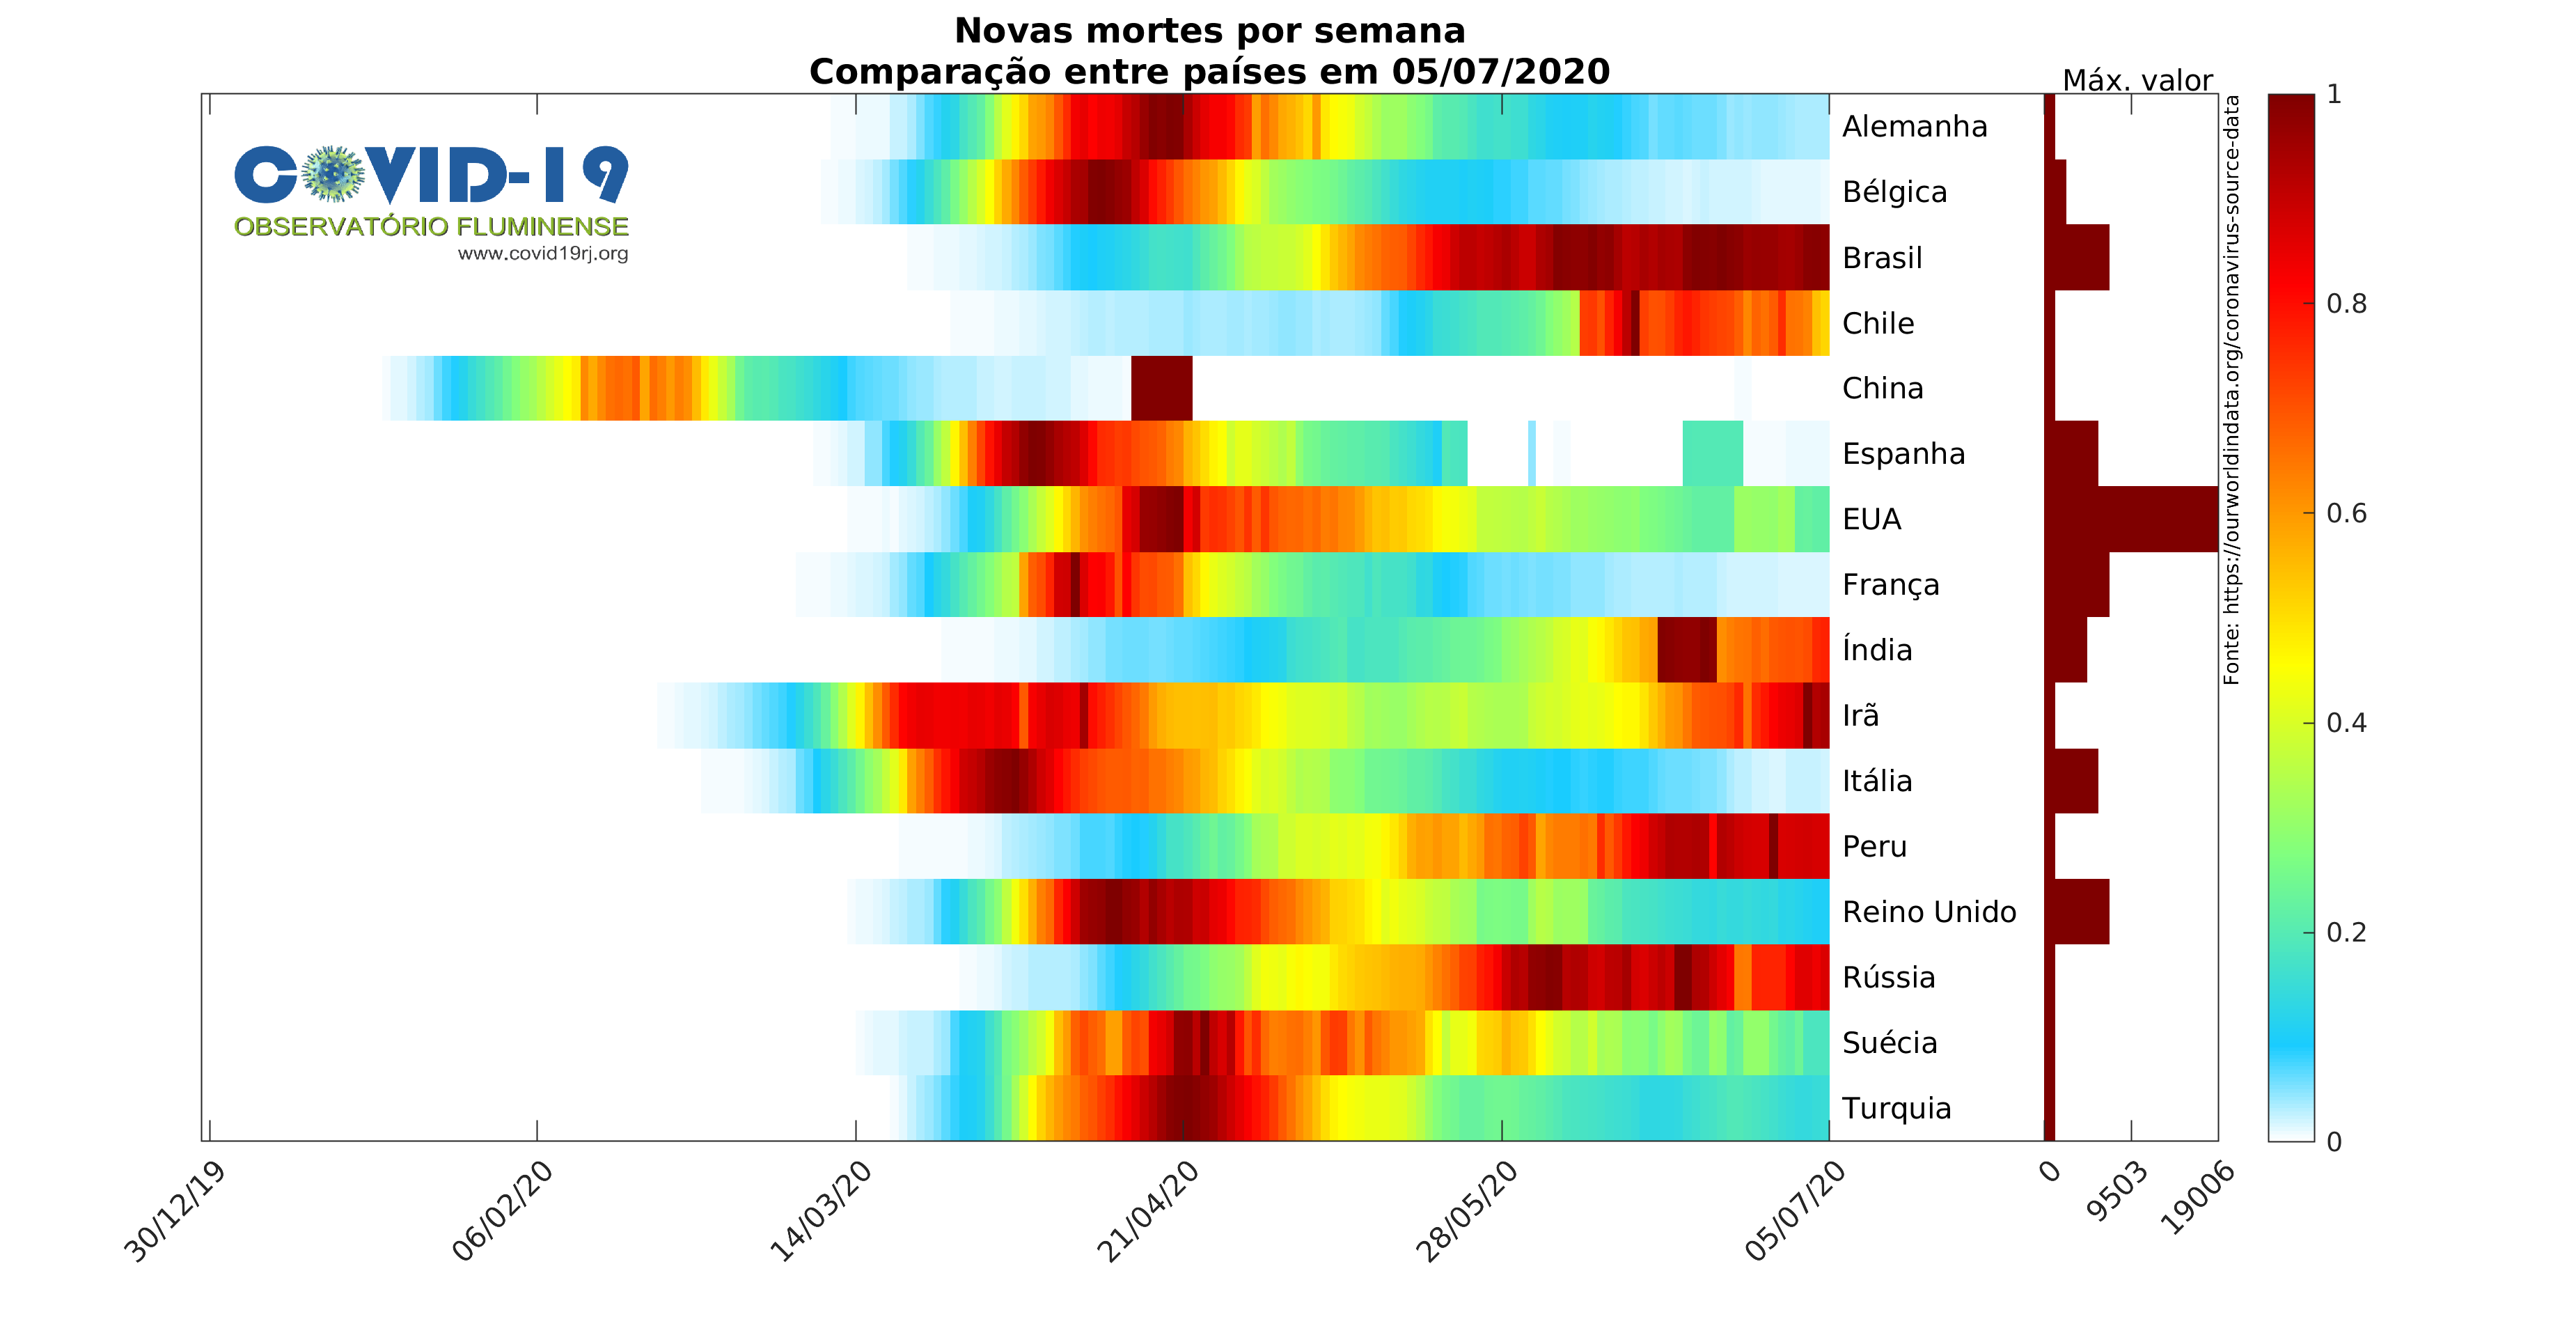 Novas mortes por semana
Comparação entre países em 05/07/2020
COVID-19
OBSERVATÓRIO FLUMINENSE
www.covid19rj.org
Alemanha
Bélgica
Brasil
Chile
China
Espanha
EUA
França
Índia
Irã
Itália
Peru
Reino Unido
Rússia
Suécia
Turquia
30/12/19
06/02/20
14/03/20
21/04/20
28/05/20
05/07/20
Máx. valor
0
9503
19006
Fonte: https://ourworldindata.org/coronavirus-source-data
1
0.8
0.6
0.4
0.2
0